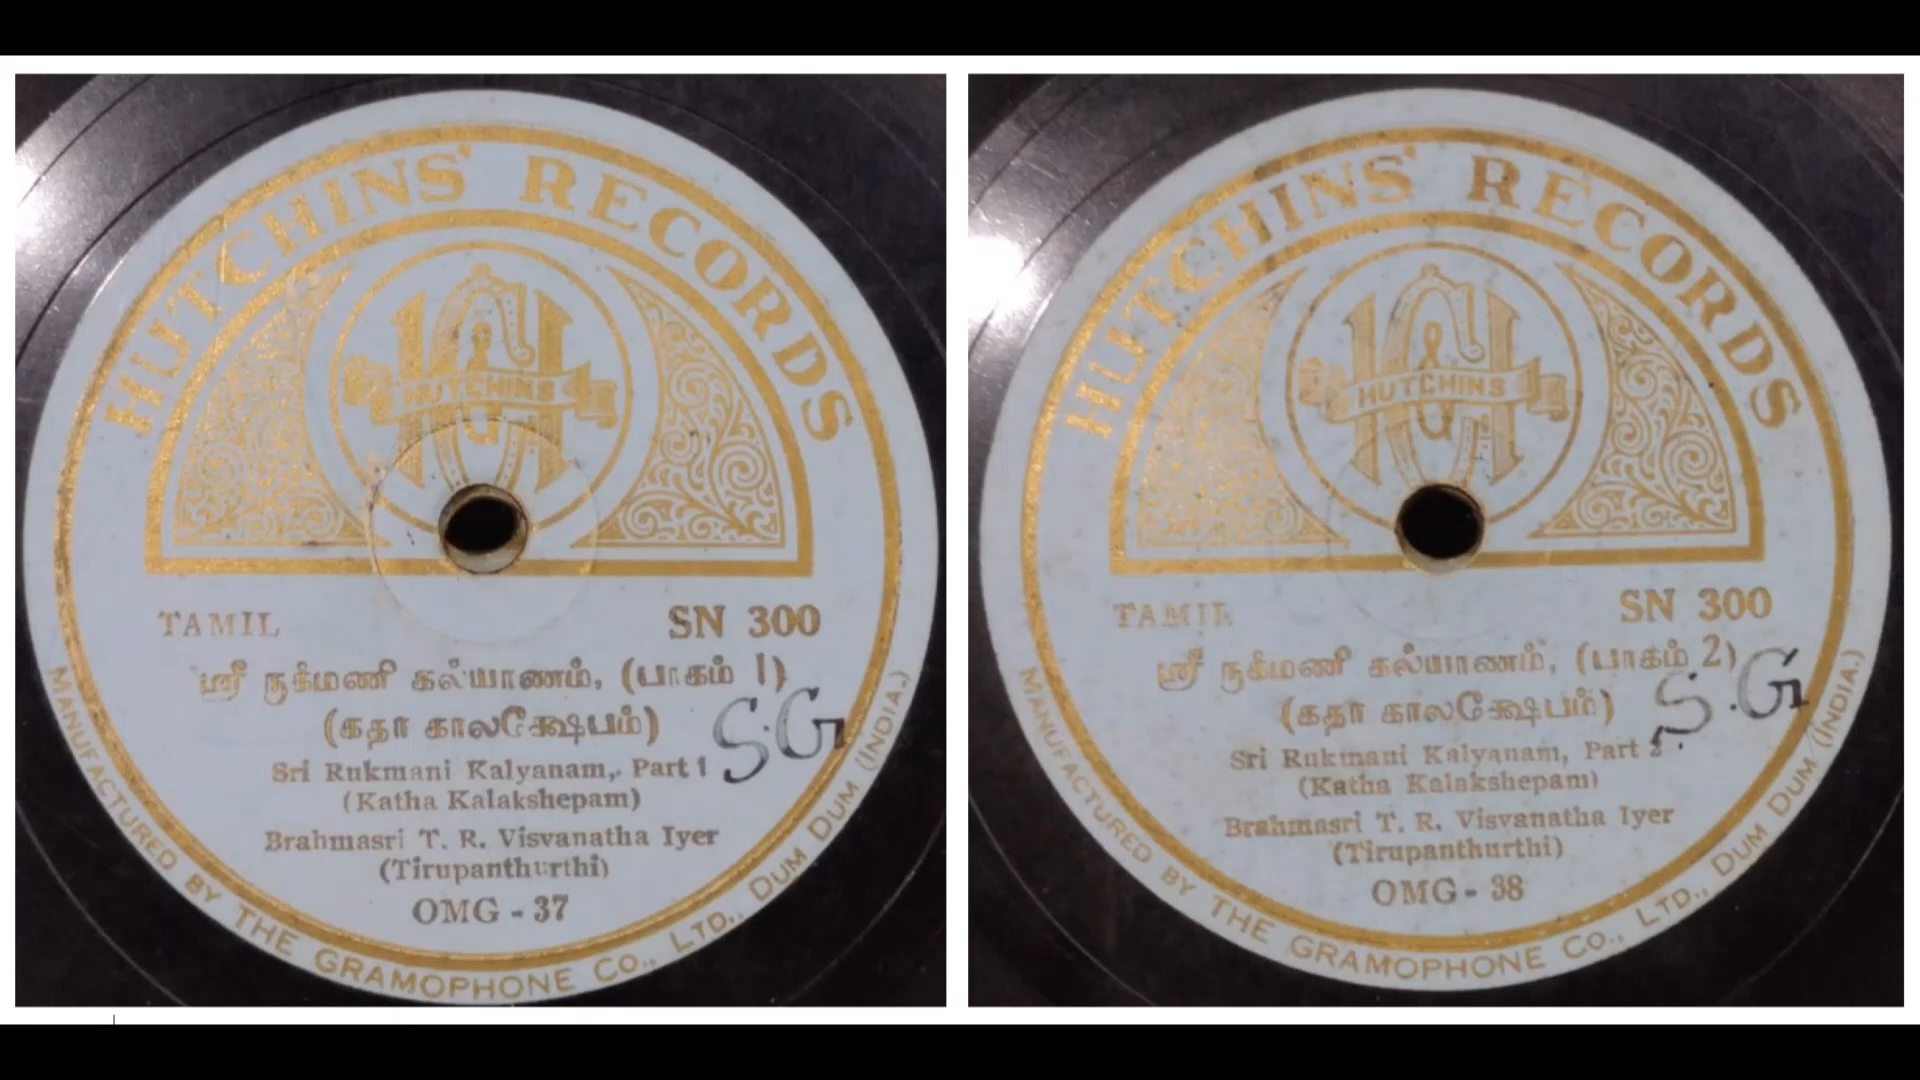 HUTCHINS' RECORDS
HUTCHINS
TAMIL
SN 300
ஸ்ரீ ருக்மணி கல்யாணம், (பாகம் 1)
(கதா காலக்ஷேபம்)
S.G
Sri Rukmani Kalyanam, Part 1
(Katha Kalakshepam)
Brahmasri T. R. Visvanatha Iyer
(Tirupanthurthi)
OMG - 37
MANUFACTURED BY THE GRAMOPHONE CO., LTD., DUM DUM (INDIA.)
HUTCHINS' RECORDS
HUTCHINS
TAMIL
SN 300
ஸ்ரீ ருக்மணி கல்யாணம், (பாகம் 2)
(கதா காலக்ஷேபம்)
S.G
Sri Rukmani Kalyanam, Part 2
(Katha Kalakshepam)
Brahmasri T. R. Visvanatha Iyer
(Tirupanthurthi)
OMG - 38
MANUFACTURED BY THE GRAMOPHONE CO., LTD., DUM DUM (INDIA.)